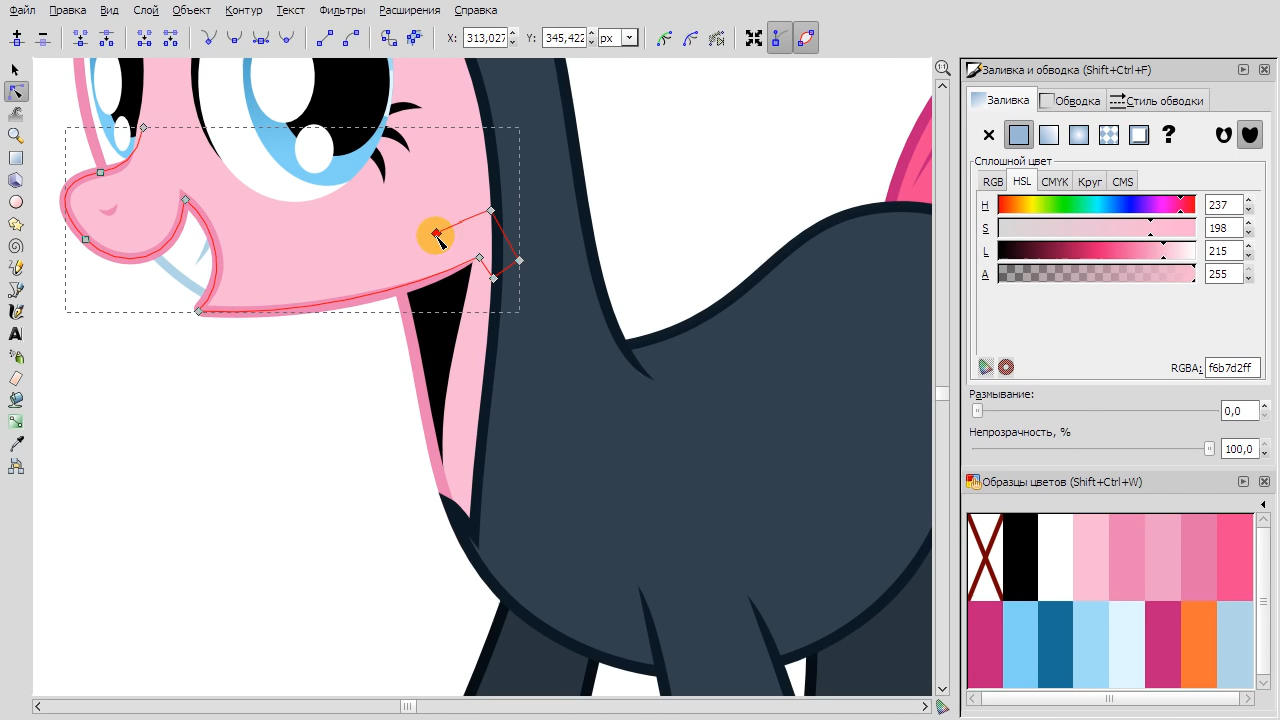 Файл Правка Вид Слой Объект Контур Текст Фильтры Расширения Справка
X: 313,027 Y: 345,422 px
1:1
Заливка и обводка (Shift+Ctrl+F)
Заливка Обводка Стиль обводки
?
Сплошной цвет
RGB HSL CMYK Круг CMS
H 237
S 198
L 215
A 255
RGBA: f6b7d2ff
Размывание:
0,0
Непрозрачность, %
100,0
Образцы цветов (Shift+Ctrl+W)